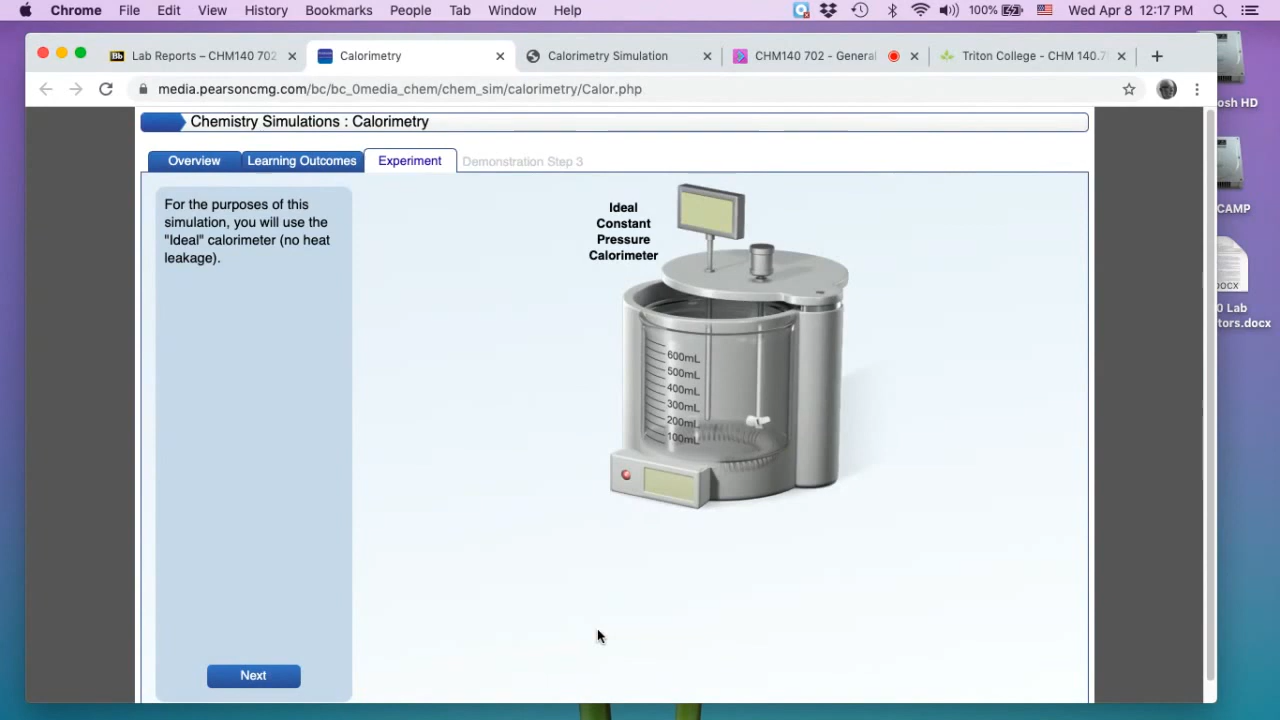 Chrome File Edit View History Bookmarks People Tab Window Help 100% Wed Apr 8 12:17 PM
Bb Lab Reports – CHM140 702 Calorimetry Calorimetry Simulation CHM140 702 - General Triton College - CHM 140.7
media.pearsoncmg.com/bc/bc_0media_chem/chem_sim/calorimetry/Calor.php
osh HD
CAMP
OCX
0 Lab
tors.docx
Chemistry Simulations : Calorimetry
Overview Learning Outcomes Experiment Demonstration Step 3
For the purposes of this
simulation, you will use the
"Ideal" calorimeter (no heat
leakage).
Next
Ideal
Constant
Pressure
Calorimeter
600mL
500mL
400mL
300mL
200mL
100mL